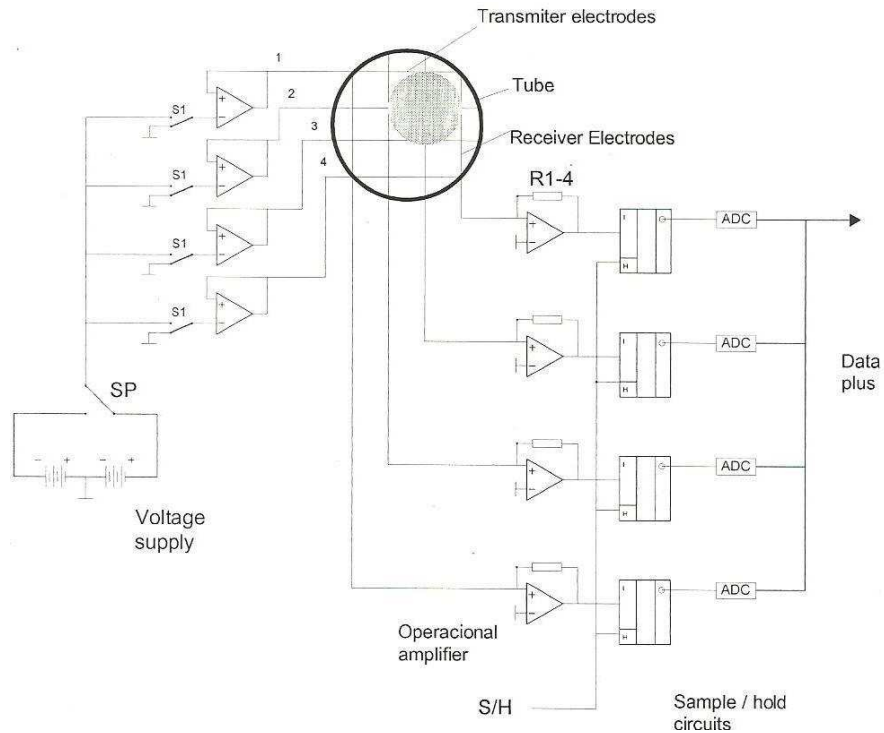 Transmiter electrodes
1
Tube
2
S1
+
−
3
Receiver Electrodes
4
S1
+
−
R1-4
S1
+
−
+
−
I
H
ADC
S1
+
−
+
−
I
H
ADC
Data
plus
SP
− + − +
+
−
I
H
ADC
Voltage
supply
+
−
I
H
ADC
Operacional
amplifier
S/H
Sample / hold
circuits